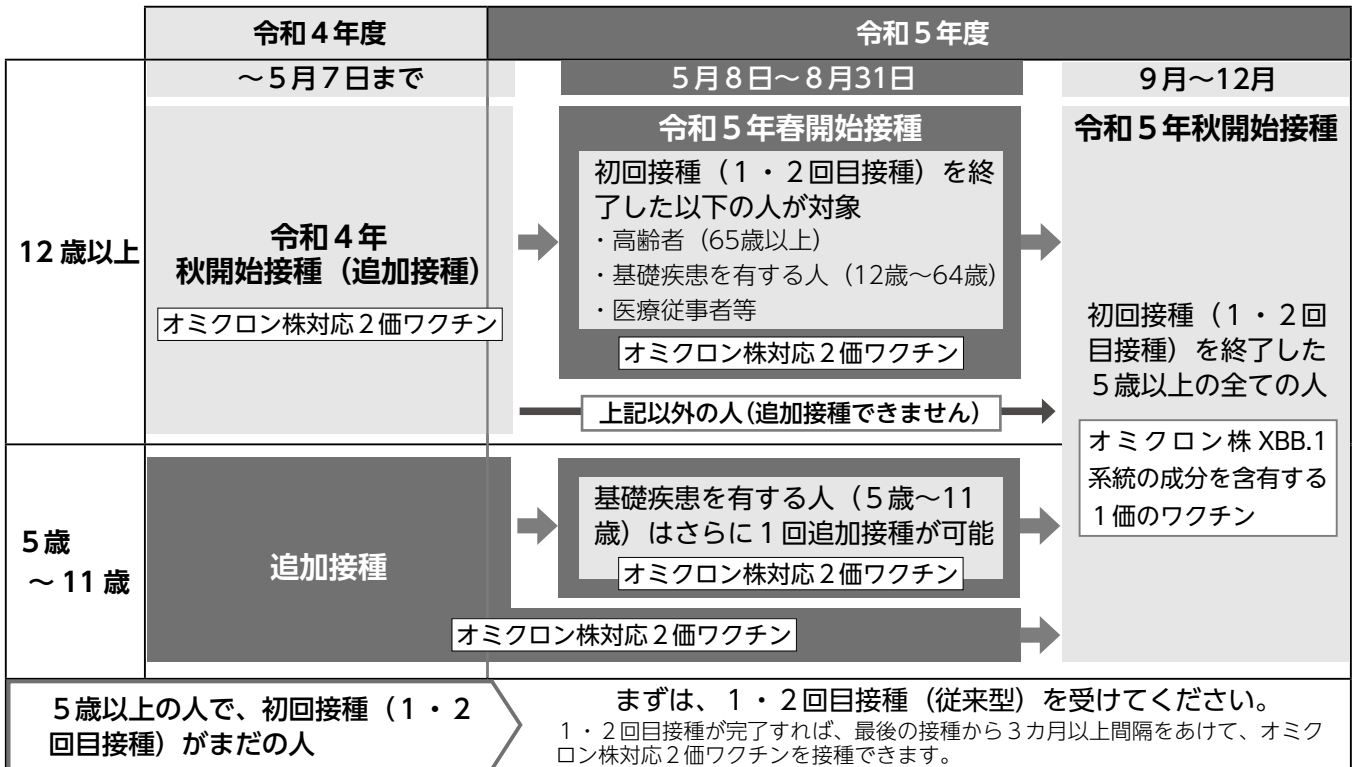 令和４年度
令和５年度
～５月７日まで
５月８日～８月31日
９月～12月
12歳以上
令和４年
秋開始接種（追加接種）
オミクロン株対応２価ワクチン
令和５年春開始接種
初回接種（１・２回目接種）を終
了した以下の人が対象
・高齢者（65歳以上）
・基礎疾患を有する人（12歳～64歳）
・医療従事者等
オミクロン株対応２価ワクチン
上記以外の人（追加接種できません）
令和５年秋開始接種
初回接種（１・２回
目接種）を終了した
５歳以上の全ての人
オミクロン株 XBB.1
系統の成分を含有する
１価のワクチン
５歳
～ 11 歳
追加接種
基礎疾患を有する人（５歳～11
歳）はさらに１回追加接種が可能
オミクロン株対応２価ワクチン
オミクロン株対応２価ワクチン
５歳以上の人で、初回接種（１・２
回目接種）がまだの人
まずは、１・２回目接種（従来型）を受けてください。
１・２回目接種が完了すれば、最後の接種から３カ月以上間隔をあけて、オミク
ロン株対応２価ワクチンを接種できます。